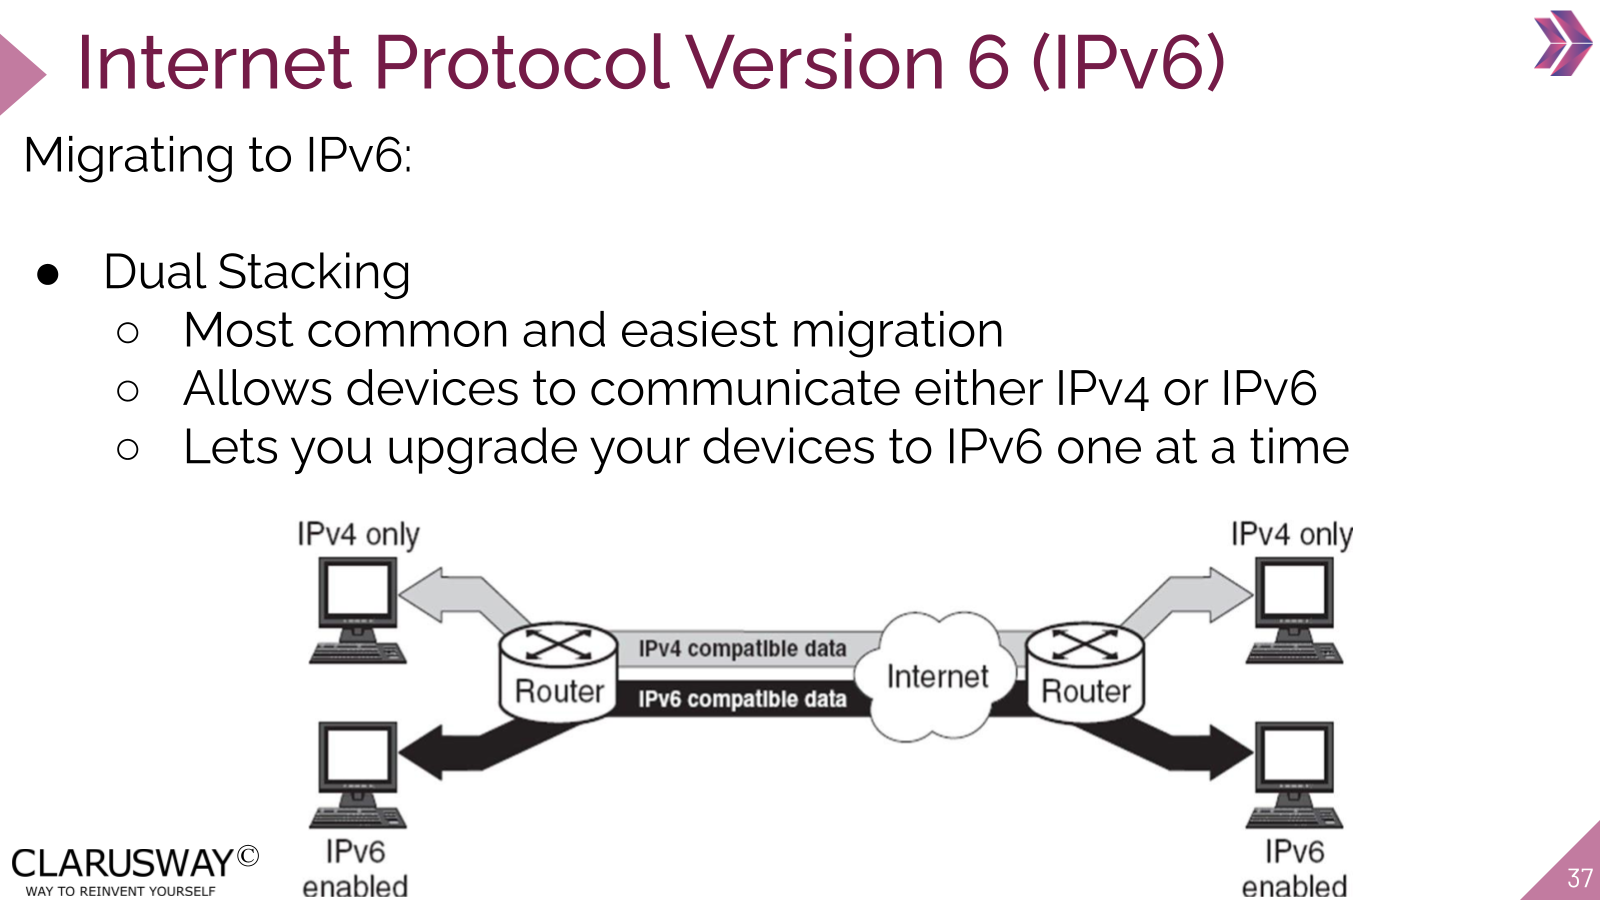 Internet Protocol Version 6 (IPv6)
Migrating to IPv6:
● Dual Stacking
○ Most common and easiest migration
○ Allows devices to communicate either IPv4 or IPv6
○ Lets you upgrade your devices to IPv6 one at a time
IPv4 only
IPv4 only
IPv4 compatible data
Internet
Router
Router
IPv6 compatible data
IPv6
enabled
IPv6
enabled
CLARUSWAY©
WAY TO REINVENT YOURSELF
37